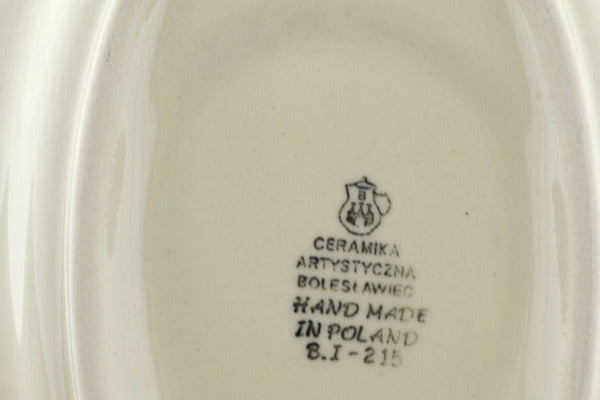 B
CERAMIKA
ARTYSTYCZNA
BOLESŁAWIEC
HAND MADE
IN POLAND
B.I-215